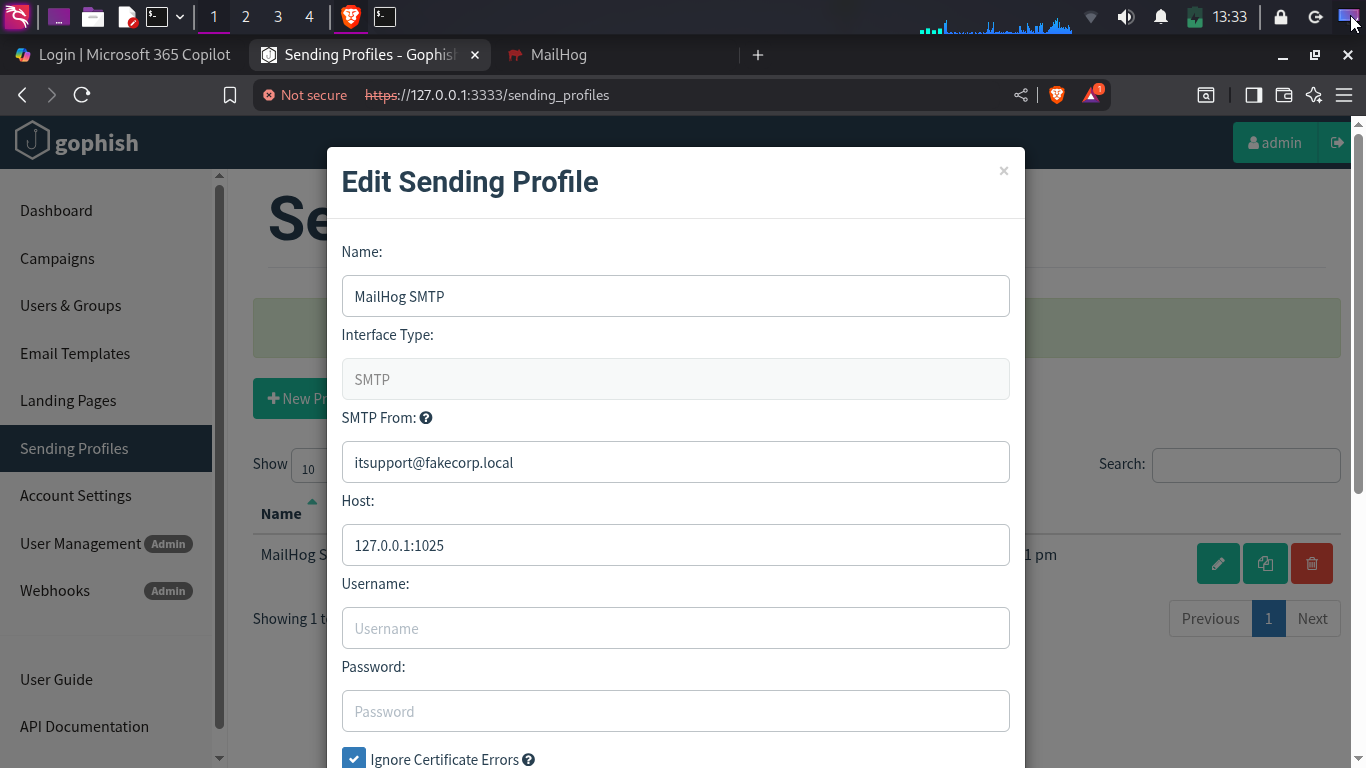 1 2 3 4 13:33
Login | Microsoft 365 Copilot Sending Profiles - Gophis MailHog
Not secure https://127.0.0.1:3333/sending_profiles 1
gophish admin
Edit Sending Profile ×
Se
Dashboard
Campaigns
Users & Groups
Email Templates
Landing Pages
Sending Profiles
Account Settings
User Management Admin
Webhooks Admin
User Guide
API Documentation
New Pr
Show 10 Search:
Name
MailHog S 1 pm
Showing 1 t
Previous 1 Next
Name:
MailHog SMTP
Interface Type:
SMTP
SMTP From: ?
itsupport@fakecorp.local
Host:
127.0.0.1:1025
Username:
Username
Password:
Password
Ignore Certificate Errors ?